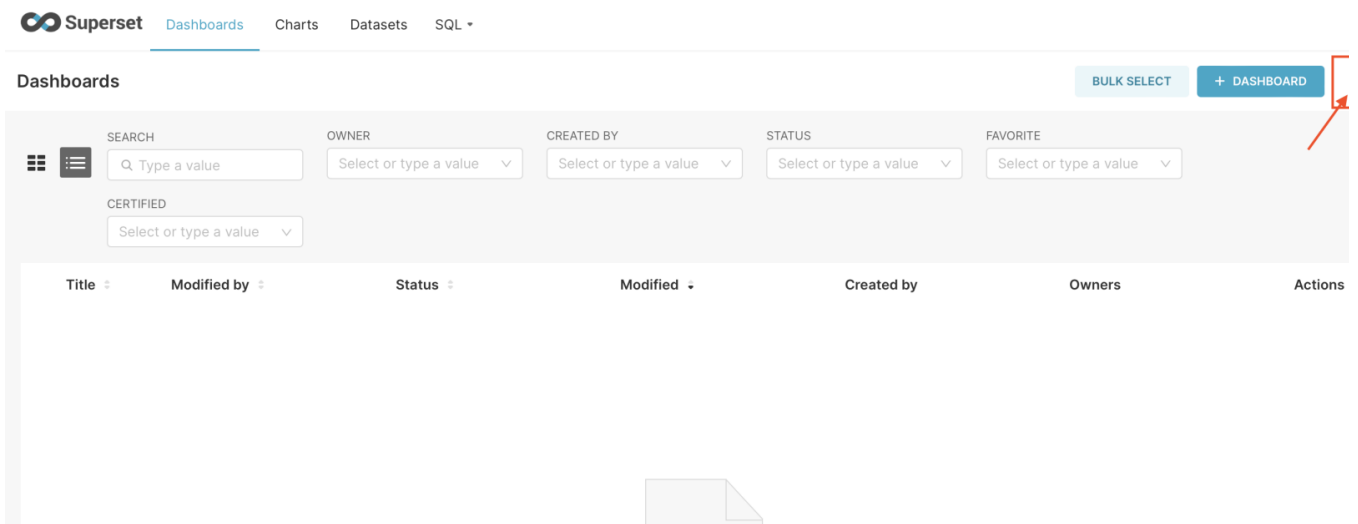 Superset Dashboards Charts Datasets SQL
Dashboards BULK SELECT + DASHBOARD
SEARCH OWNER CREATED BY STATUS FAVORITE
Type a value Select or type a value Select or type a value Select or type a value Select or type a value
CERTIFIED
Select or type a value
Title Modified by Status Modified Created by Owners Actions